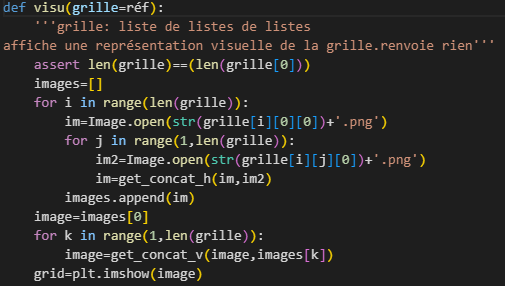 def visu(grille=réf):
    '''grille: liste de listes de listes
affiche une représentation visuelle de la grille.renvoie rien'''
    assert len(grille)==(len(grille[0]))
    images=[]
    for i in range(len(grille)):
        im=Image.open(str(grille[i][0][0])+'.png')
        for j in range(1,len(grille)):
            im2=Image.open(str(grille[i][j][0])+'.png')
            im=get_concat_h(im,im2)
        images.append(im)
    image=images[0]
    for k in range(1,len(grille)):
        image=get_concat_v(image,images[k])
    grid=plt.imshow(image)